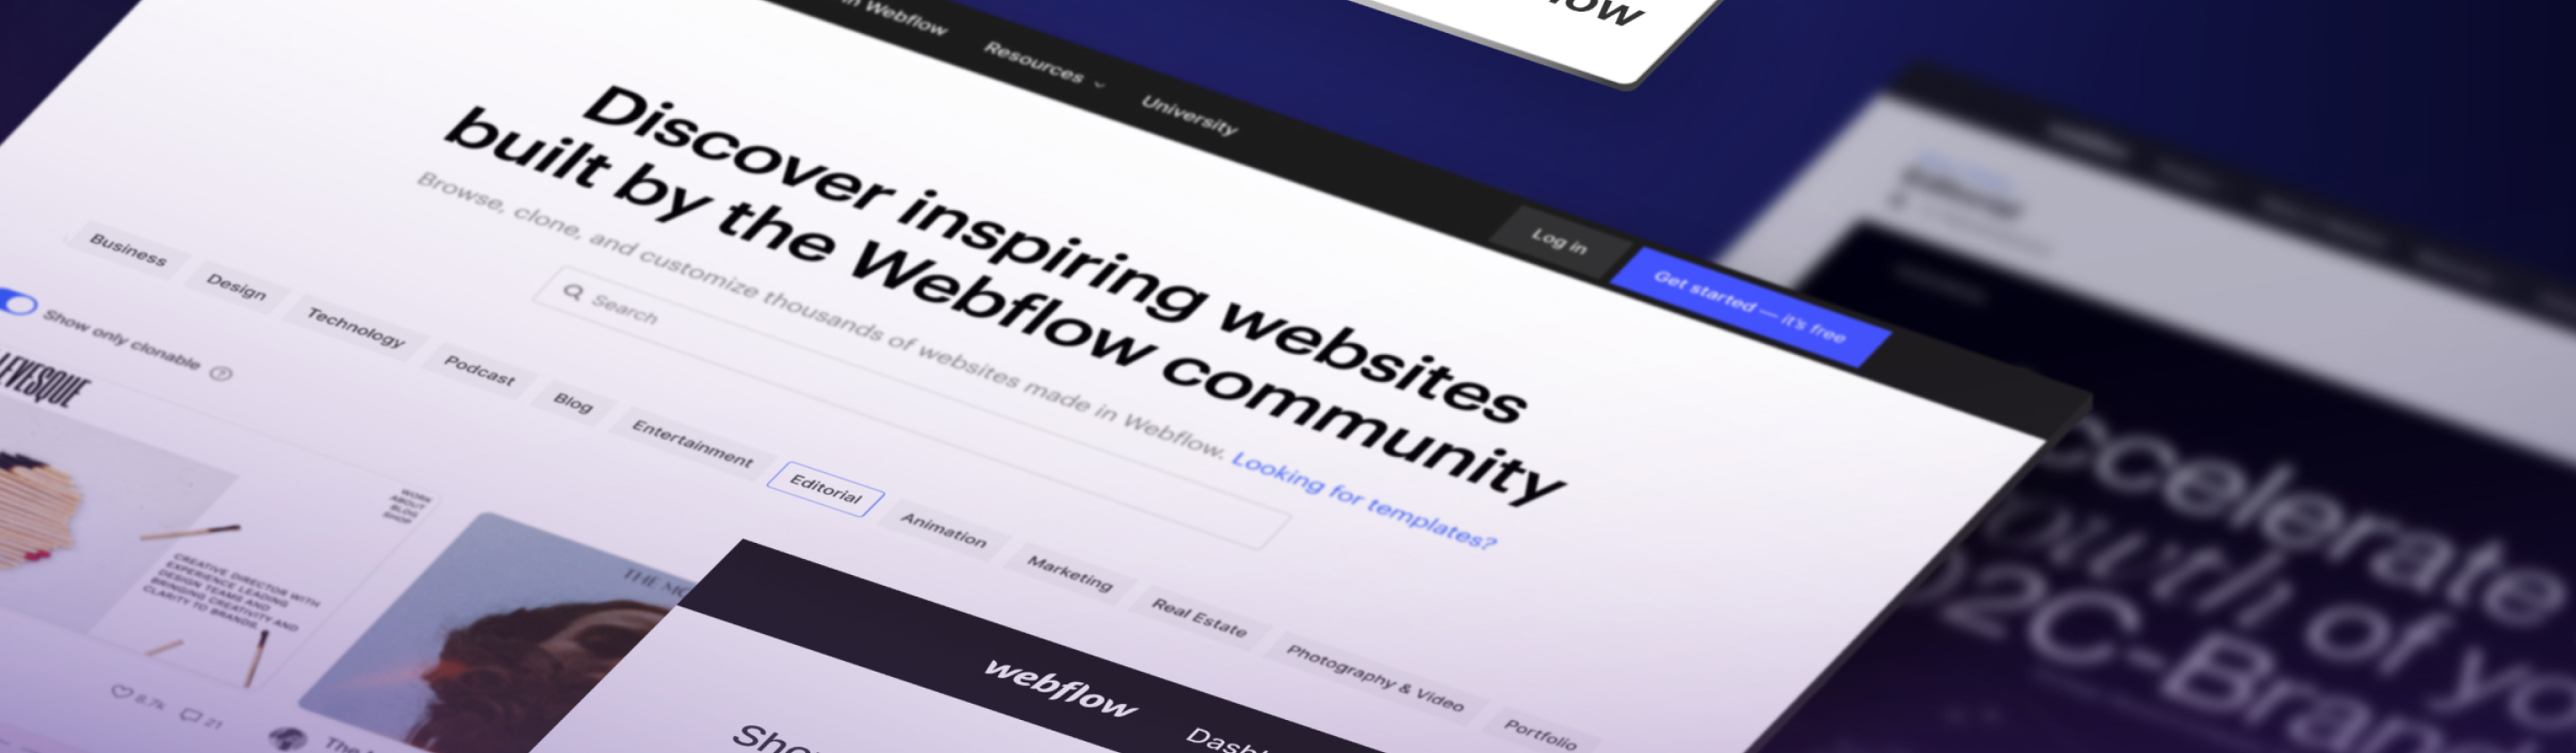 in Webflow
Resources
University
Log in
Get started — it's free
Discover inspiring websites
built by the Webflow community
Browse, clone, and customize thousands of websites made in Webflow. Looking for templates?
Search
Business
Design
Technology
Podcast
Blog
Entertainment
Editorial
Animation
Marketing
Real Estate
Photography & Video
Portfolio
Show only clonable
LEVESQUE
WORK
ABOUT
BLOG
SHOP
CREATIVE DIRECTOR WITH
EXPERIENCE LEADING
DESIGN TEAMS AND
BRINGING CREATIVITY AND
CLARITY TO BRANDS.
8.7k
21
THE
The
webflow
ccelerate
owth of yo
D2C-Bran